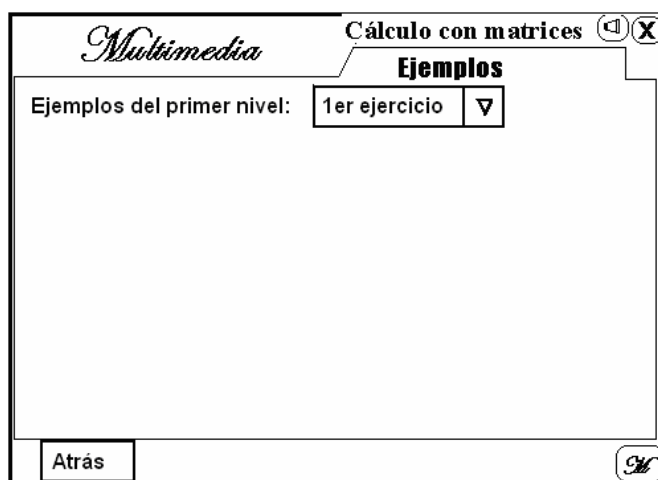 Multimedia
Cálculo con matrices X
Ejemplos
Ejemplos del primer nivel: 1er ejercicio
Atrás
M